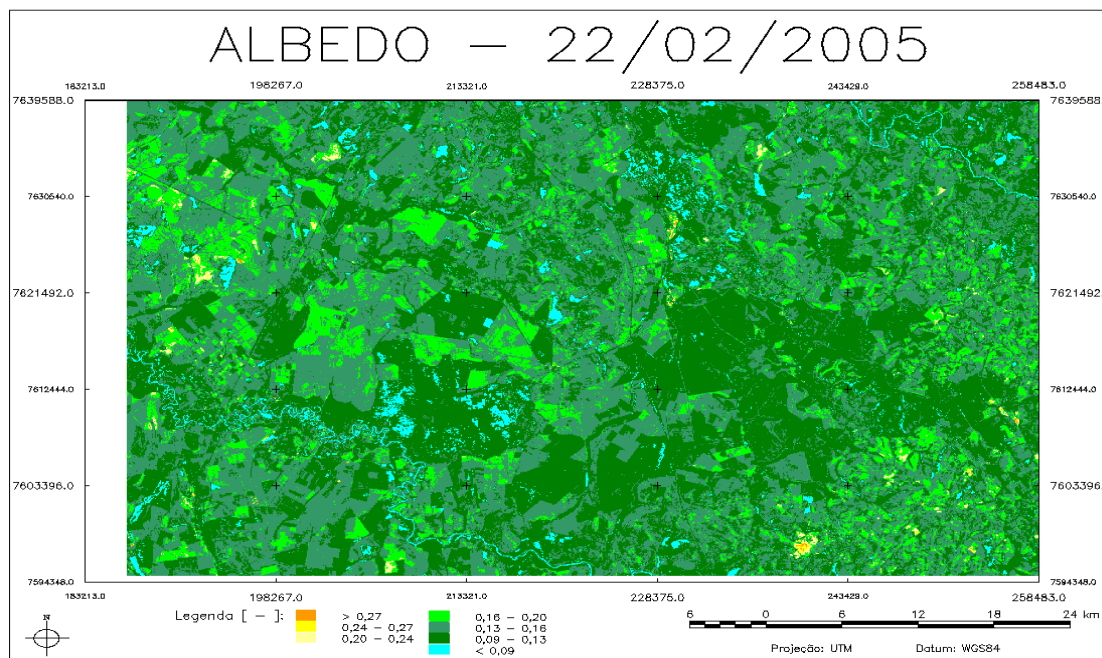 ALBEDO - 22/02/2005
183213.0 198267.0 213321.0 228375.0 243429.0 258483.0
7639588.0 7639588.0
7630540.0 7630540.0
7621492.0 7621492.0
7612444.0 7612444.0
7603396.0 7603396.0
7594348.0 7594348.0
183213.0 198267.0 213321.0 228375.0 243429.0 258483.0
Legenda [ - ]:
> 0,27
0,24 - 0,27
0,20 - 0,24
0,16 - 0,20
0,13 - 0,16
0,09 - 0,13
< 0,09
6 0 6 12 18 24 km
Projeção: UTM Datum: WGS84
N